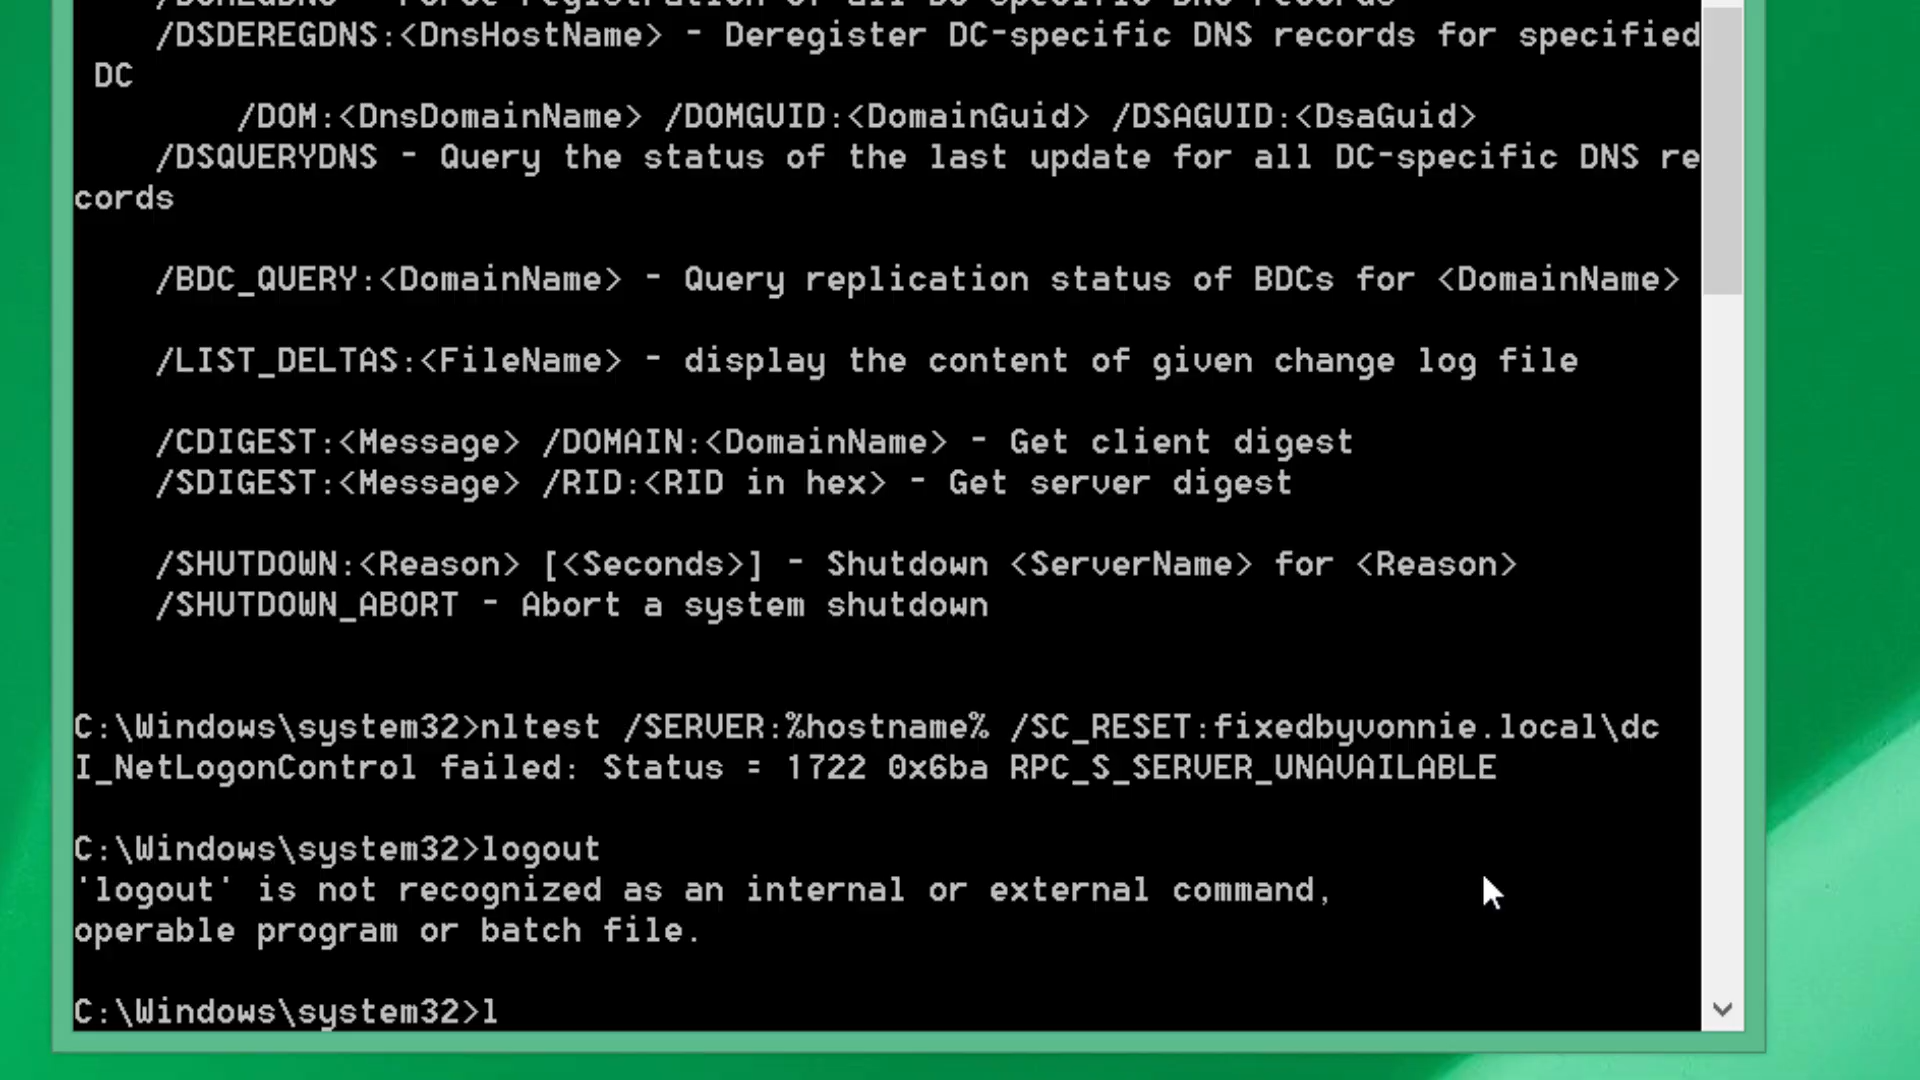 /DSDEREGDNS:<DnsHostName> - Deregister DC-specific DNS records for specified
DC
/DOM:<DnsDomainName> /DOMGUID:<DomainGuid> /DSAGUID:<DsaGuid>
/DSQUERYDNS - Query the status of the last update for all DC-specific DNS re
cords
/BDC_QUERY:<DomainName> - Query replication status of BDCs for <DomainName>
/LIST_DELTAS:<FileName> - display the content of given change log file
/CDIGEST:<Message> /DOMAIN:<DomainName> - Get client digest
/SDIGEST:<Message> /RID:<RID in hex> - Get server digest
/SHUTDOWN:<Reason> [<Seconds>] - Shutdown <ServerName> for <Reason>
/SHUTDOWN_ABORT - Abort a system shutdown
C:\Windows\system32>nltest /SERVER:%hostname% /SC_RESET:fixedbyvonnie.local\dc
I_NetLogonControl failed: Status = 1722 0x6ba RPC_S_SERVER_UNAVAILABLE
C:\Windows\system32>logout
'logout' is not recognized as an internal or external command,
operable program or batch file.
C:\Windows\system32>l